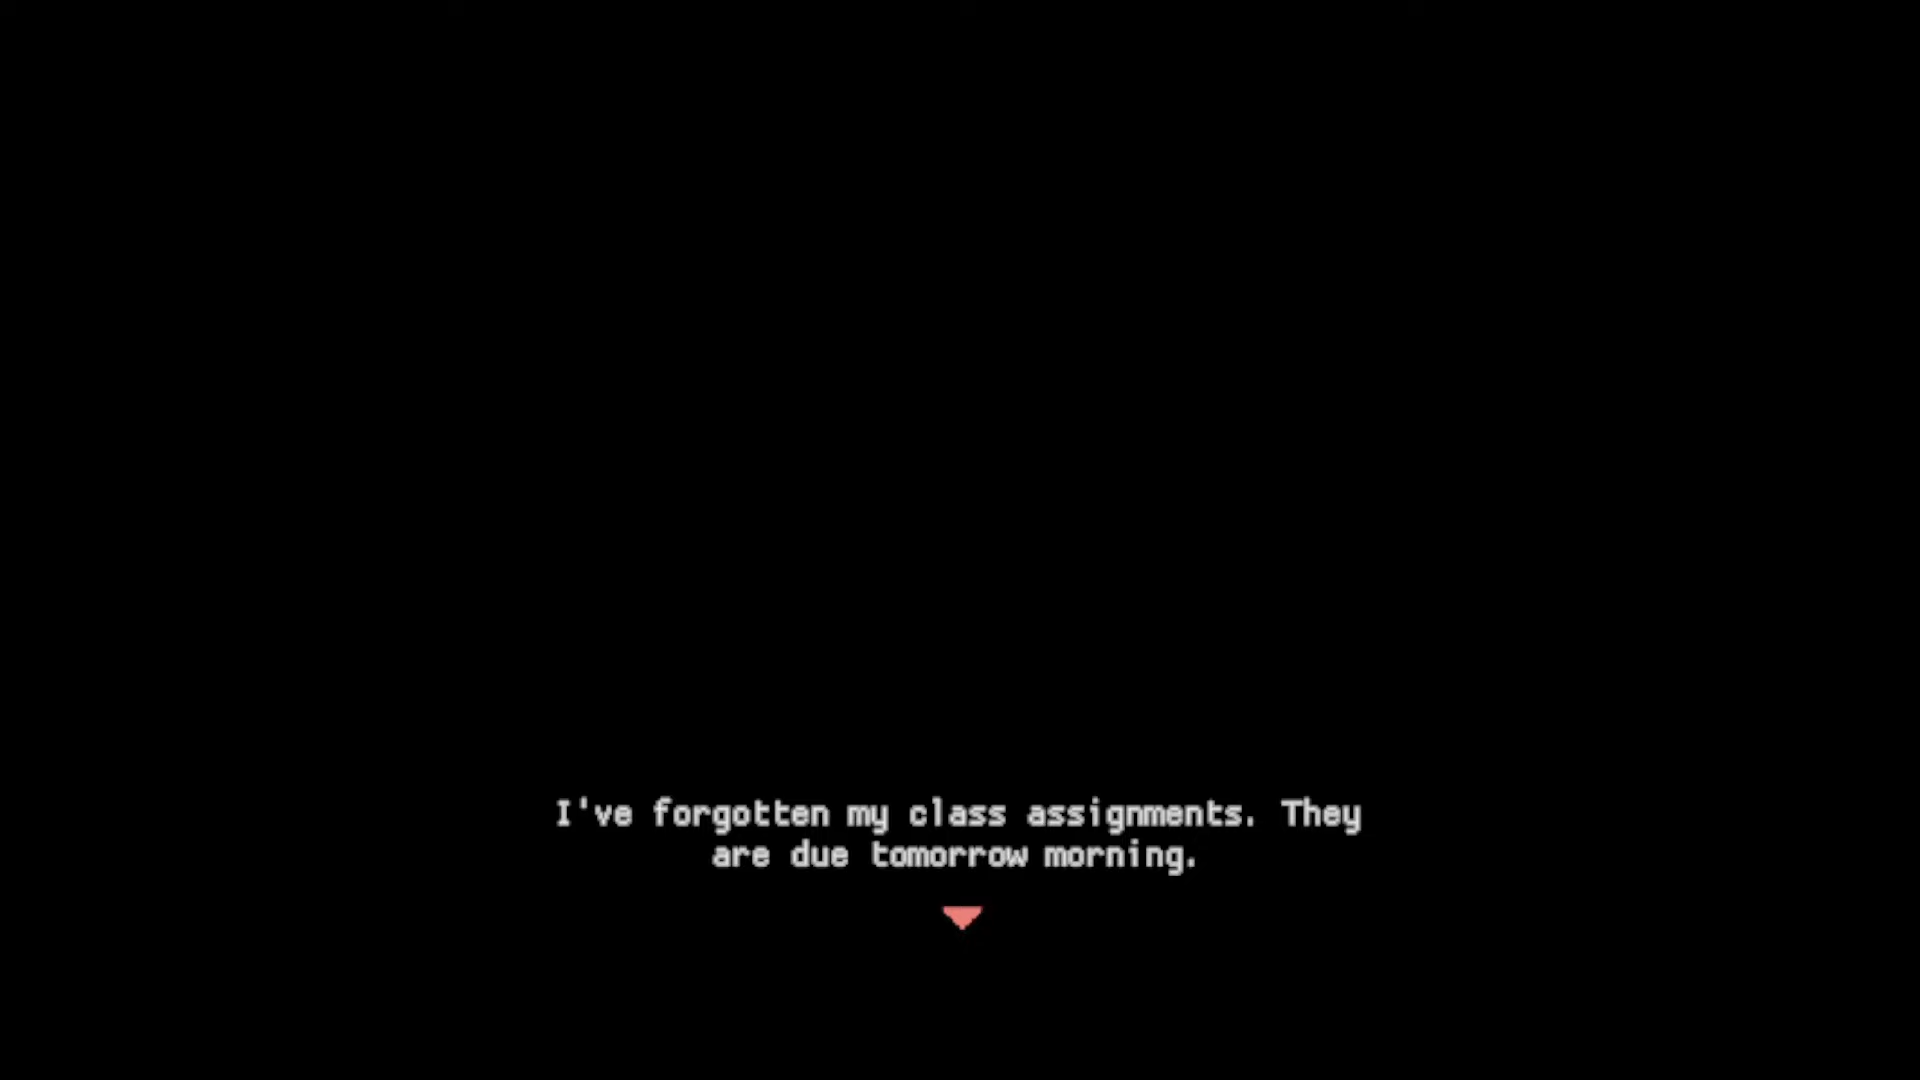 I've forgotten my class assignments. They
are due tomorrow morning.